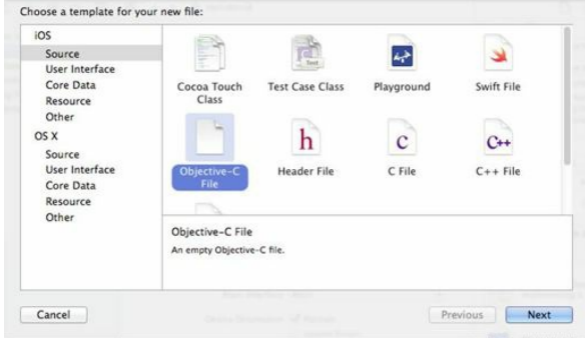 Choose a template for your new file:
iOS
Source
User Interface
Core Data
Resource
Other
OS X
Source
User Interface
Core Data
Resource
Other
Cocoa Touch
Class
Test
Test Case Class
Playground
Swift File
Objective-C
File
h
Header File
c
C File
C++
C++ File
Objective-C File
An empty Objective-C file.
Cancel
Previous
Next